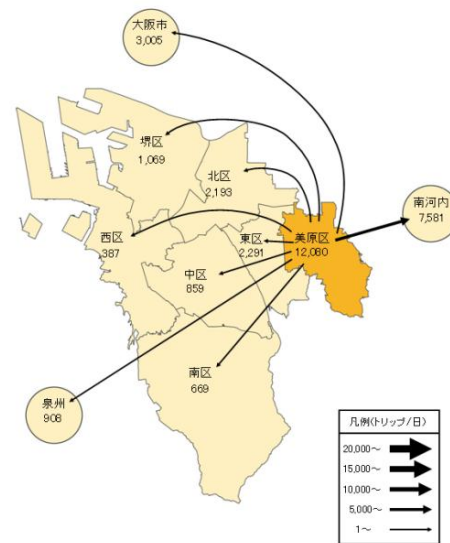 大阪市
3,005
堺区
1,069
北区
2,193
南河内
7,581
西区
387
東区
2,291
美原区
12,080
中区
859
南区
669
泉州
908
凡例(トリップ/日)
20,000～
15,000～
10,000～
5,000～
1～